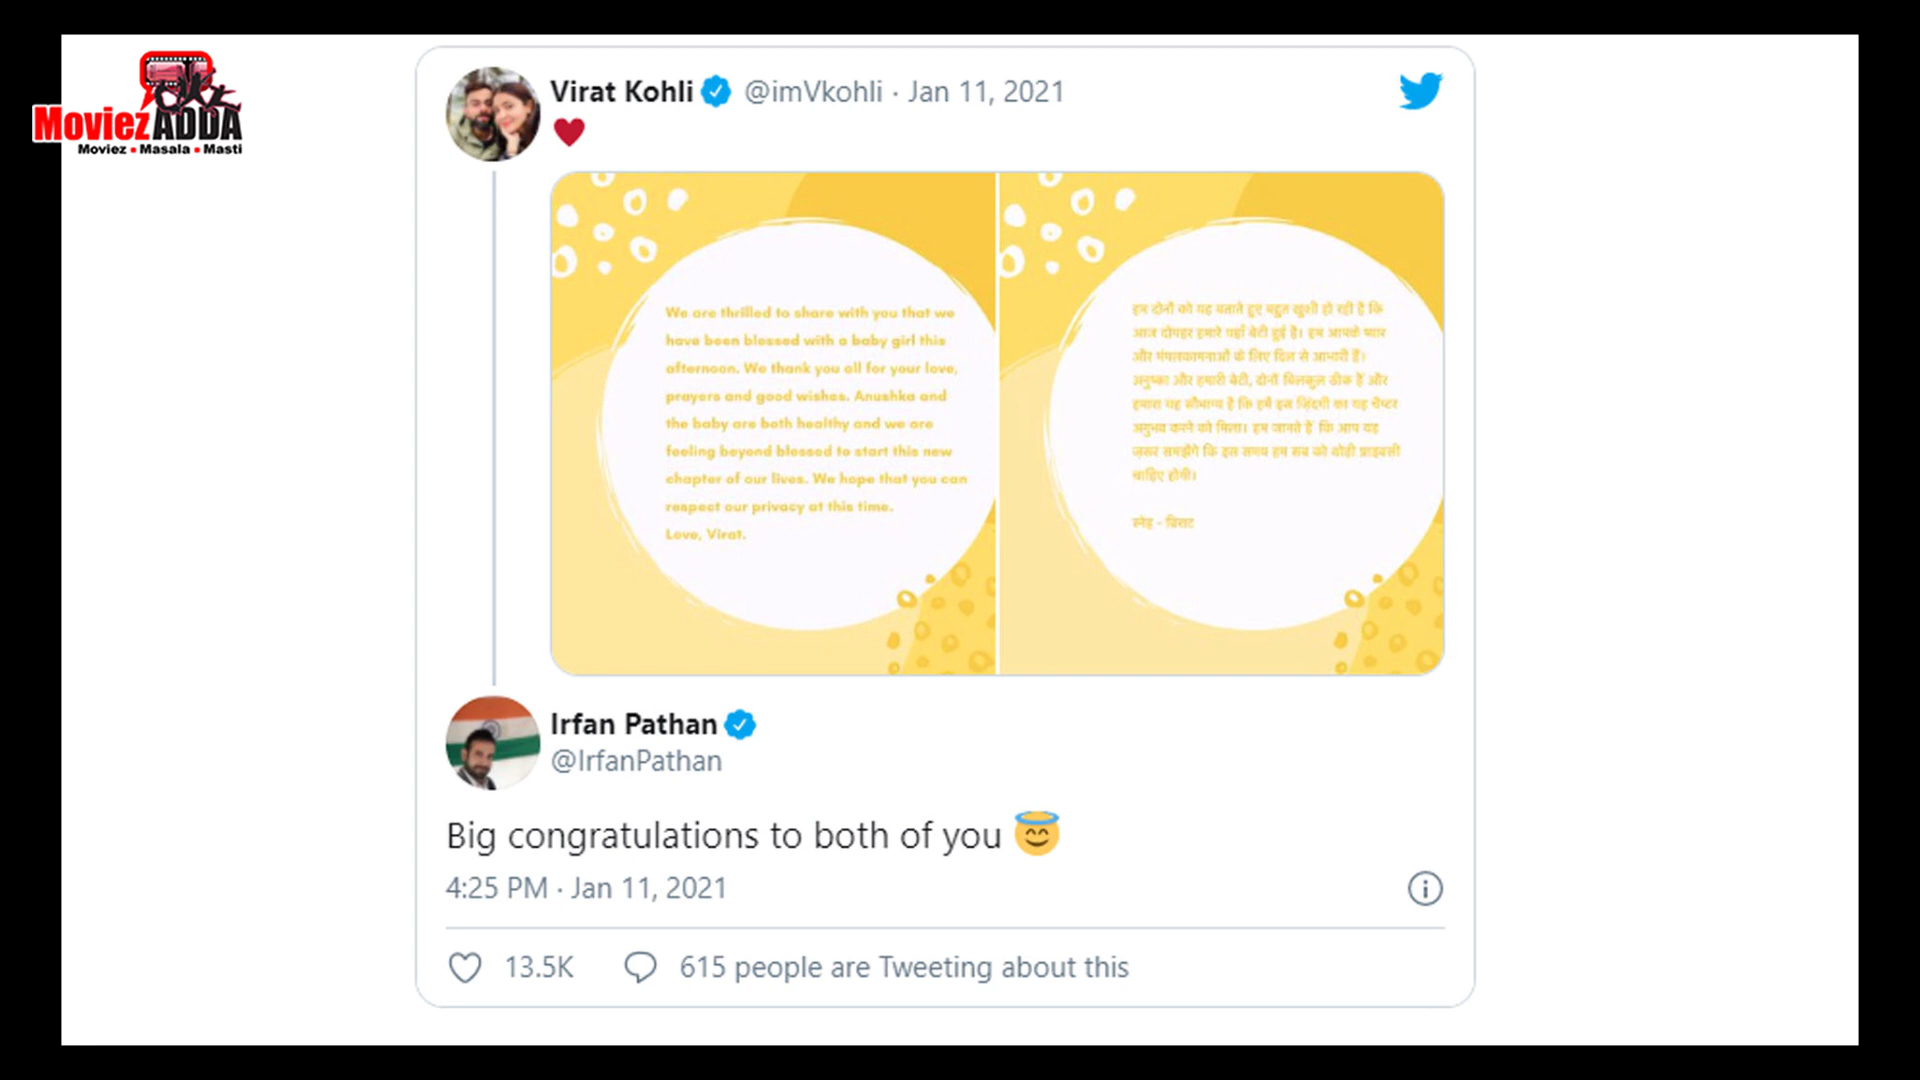 MoviezADDA
Moviez • Masala • Masti
Virat Kohli @imVkohli · Jan 11, 2021
❤
We are thrilled to share with you that we
have been blessed with a baby girl this
afternoon. We thank you all for your love,
prayers and good wishes. Anushka and
the baby are both healthy and we are
feeling beyond blessed to start this new
chapter of our lives. We hope that you can
respect our privacy at this time.
Love, Virat.
हम दोनों को यह बताते हुए बहुत खुशी हो रही है कि
आज दोपहर हमारे यहाँ बेटी हुई है। हम आपके प्यार
और मंगलकामनाओं के लिए दिल से आभारी हैं।
अनुष्का और हमारी बेटी, दोनों बिलकुल ठीक हैं और
हमारा यह सौभाग्य है कि हमें इस ज़िंदगी का यह चैप्टर
अनुभव करने को मिला। हम जानते हैं कि आप यह
ज़रूर समझेंगे कि इस समय हम सब को थोड़ी प्राइवसी
चाहिए होगी।
स्नेह - विराट
Irfan Pathan
@IrfanPathan
Big congratulations to both of you 😇
4:25 PM · Jan 11, 2021
13.5K 615 people are Tweeting about this